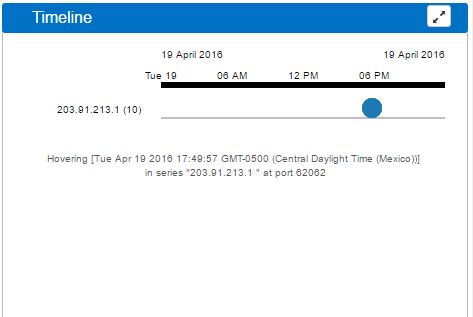 Timeline
19 April 2016 19 April 2016
Tue 19 06 AM 12 PM 06 PM
203.91.213.1 (10)
Hovering [Tue Apr 19 2016 17:49:57 GMT-0500 (Central Daylight Time (Mexico))]
in series "203.91.213.1 " at port 62062